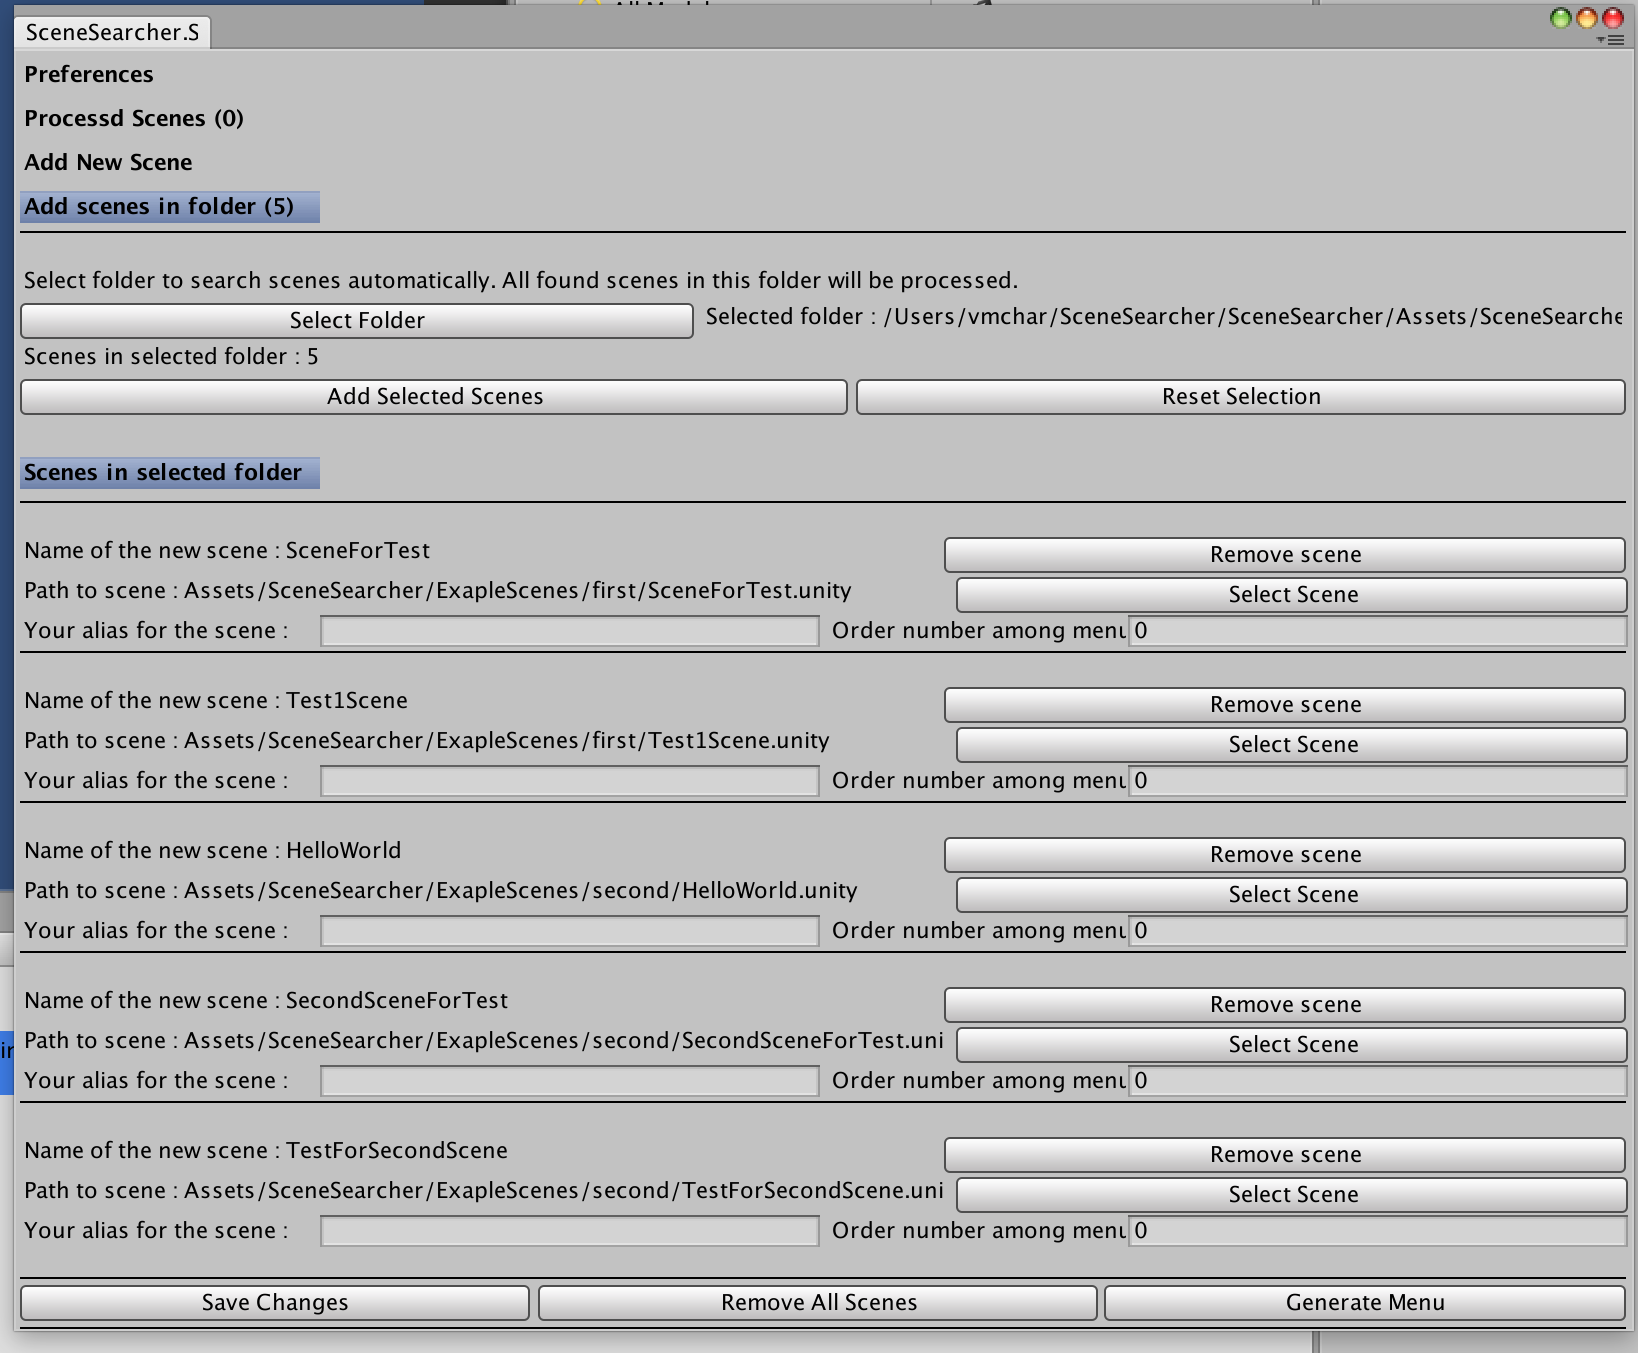 SceneSearcher.S
Preferences
Processd Scenes (0)
Add New Scene
Add scenes in folder (5)
Select folder to search scenes automatically. All found scenes in this folder will be processed.
Select Folder Selected folder : /Users/vmchar/SceneSearcher/SceneSearcher/Assets/SceneSearche
Scenes in selected folder : 5
Add Selected Scenes Reset Selection
Scenes in selected folder
Name of the new scene : SceneForTest Remove scene
Path to scene : Assets/SceneSearcher/ExapleScenes/first/SceneForTest.unity Select Scene
Your alias for the scene : Order number among menu 0
Name of the new scene : Test1Scene Remove scene
Path to scene : Assets/SceneSearcher/ExapleScenes/first/Test1Scene.unity Select Scene
Your alias for the scene : Order number among menu 0
Name of the new scene : HelloWorld Remove scene
Path to scene : Assets/SceneSearcher/ExapleScenes/second/HelloWorld.unity Select Scene
Your alias for the scene : Order number among menu 0
Name of the new scene : SecondSceneForTest Remove scene
Path to scene : Assets/SceneSearcher/ExapleScenes/second/SecondSceneForTest.uni Select Scene
Your alias for the scene : Order number among menu 0
Name of the new scene : TestForSecondScene Remove scene
Path to scene : Assets/SceneSearcher/ExapleScenes/second/TestForSecondScene.uni Select Scene
Your alias for the scene : Order number among menu 0
Save Changes Remove All Scenes Generate Menu